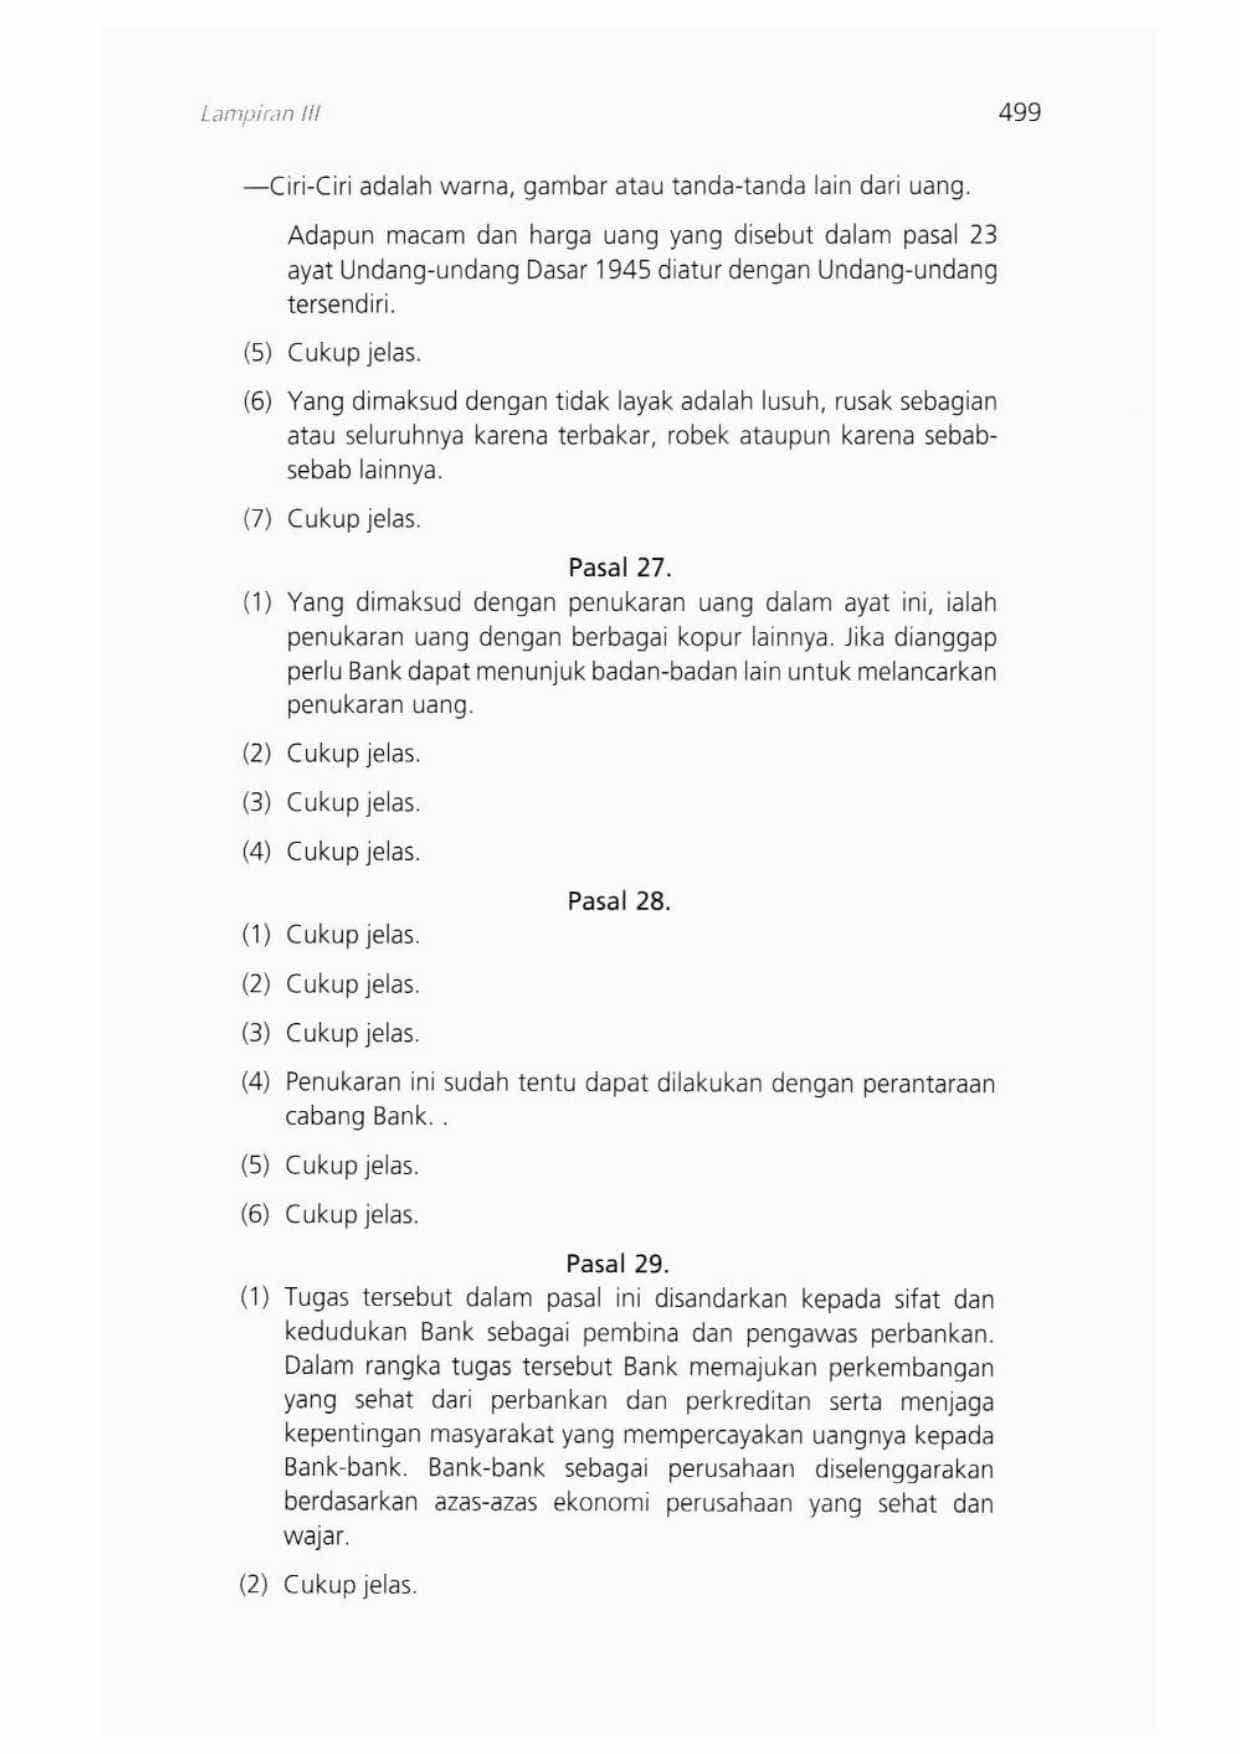 Lampiran III 499
—Ciri-Ciri adalah warna, gambar atau tanda-tanda lain dari uang.
Adapun macam dan harga uang yang disebut dalam pasal 23
ayat Undang-undang Dasar 1945 diatur dengan Undang-undang
tersendiri.
(5) Cukup jelas.
(6) Yang dimaksud dengan tidak layak adalah lusuh, rusak sebagian
atau seluruhnya karena terbakar, robek ataupun karena sebab-
sebab lainnya.
(7) Cukup jelas.
Pasal 27.
(1) Yang dimaksud dengan penukaran uang dalam ayat ini, ialah
penukaran uang dengan berbagai kopur lainnya. Jika dianggap
perlu Bank dapat menunjuk badan-badan lain untuk melancarkan
penukaran uang.
(2) Cukup jelas.
(3) Cukup jelas.
(4) Cukup jelas.
Pasal 28.
(1) Cukup jelas.
(2) Cukup jelas.
(3) Cukup jelas.
(4) Penukaran ini sudah tentu dapat dilakukan dengan perantaraan
cabang Bank. .
(5) Cukup jelas.
(6) Cukup jelas.
Pasal 29.
(1) Tugas tersebut dalam pasal ini disandarkan kepada sifat dan
kedudukan Bank sebagai pembina dan pengawas perbankan.
Dalam rangka tugas tersebut Bank memajukan perkembangan
yang sehat dari perbankan dan perkreditan serta menjaga
kepentingan masyarakat yang mempercayakan uangnya kepada
Bank-bank. Bank-bank sebagai perusahaan diselenggarakan
berdasarkan azas-azas ekonomi perusahaan yang sehat dan
wajar.
(2) Cukup jelas.